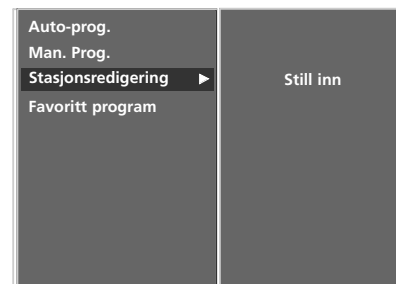 Auto-prog.
Man. Prog.
Stasjonsredigering
Still inn
Favoritt program